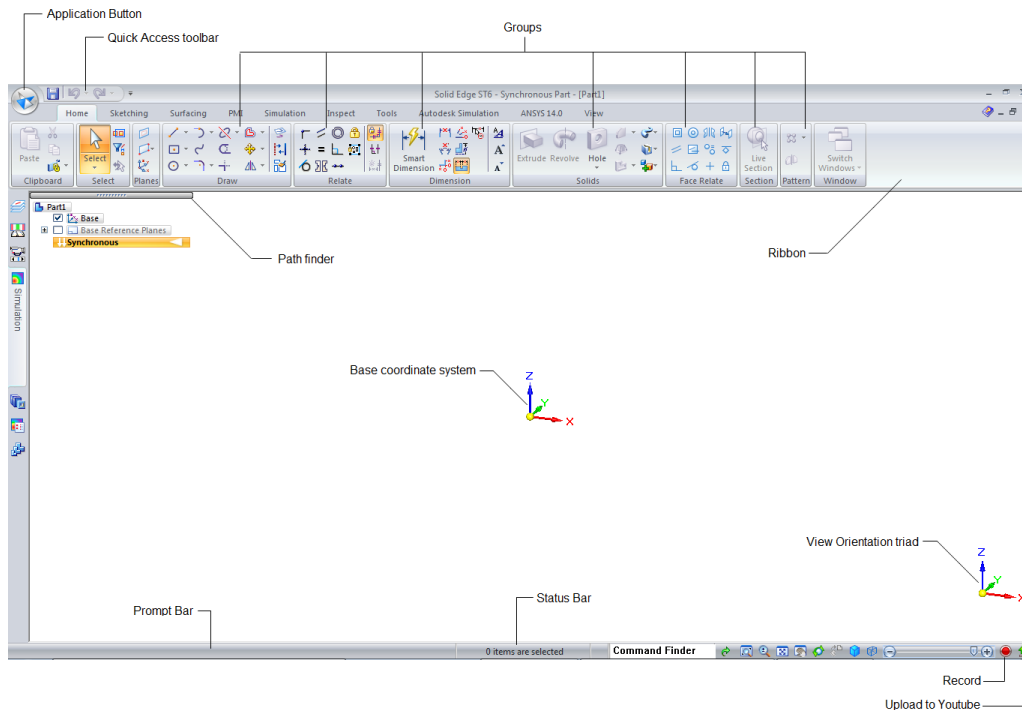 Application Button
Quick Access toolbar
Groups
Solid Edge ST6 - Synchronous Part - [Part1]
Home Sketching Surfacing PMI Simulation Inspect Tools Autodesk Simulation ANSYS 14.0 View
Paste
Select
Smart
Dimension
Extrude Revolve Hole
Live
Section
Switch
Windows
Clipboard Select Planes Draw Relate Dimension Solids Face Relate Section Pattern Window
Part1
Base
Base Reference Planes
Synchronous
Path finder
Ribbon
Simulation
Base coordinate system
Z
Y
X
View Orientation triad
Z
Y
X
Prompt Bar
Status Bar
0 items are selected
Command Finder
Record
Upload to Youtube